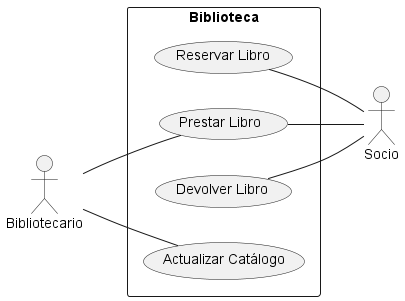 Biblioteca
Reservar Libro
Prestar Libro
Socio
Devolver Libro
Bibliotecario
Actualizar Catálogo